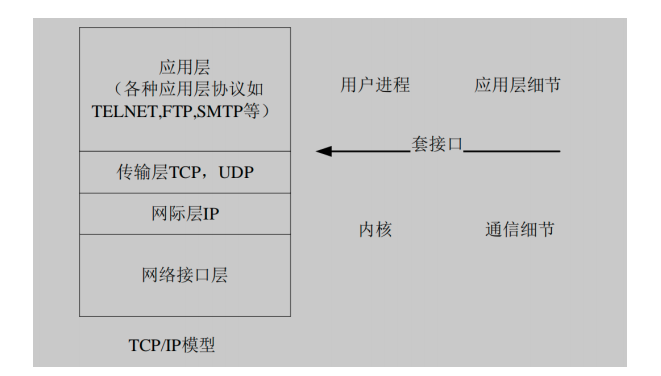 应用层
（各种应用层协议如
TELNET,FTP,SMTP等）
用户进程
应用层细节
套接口
传输层TCP，UDP
网际层IP
内核
通信细节
网络接口层
TCP/IP模型